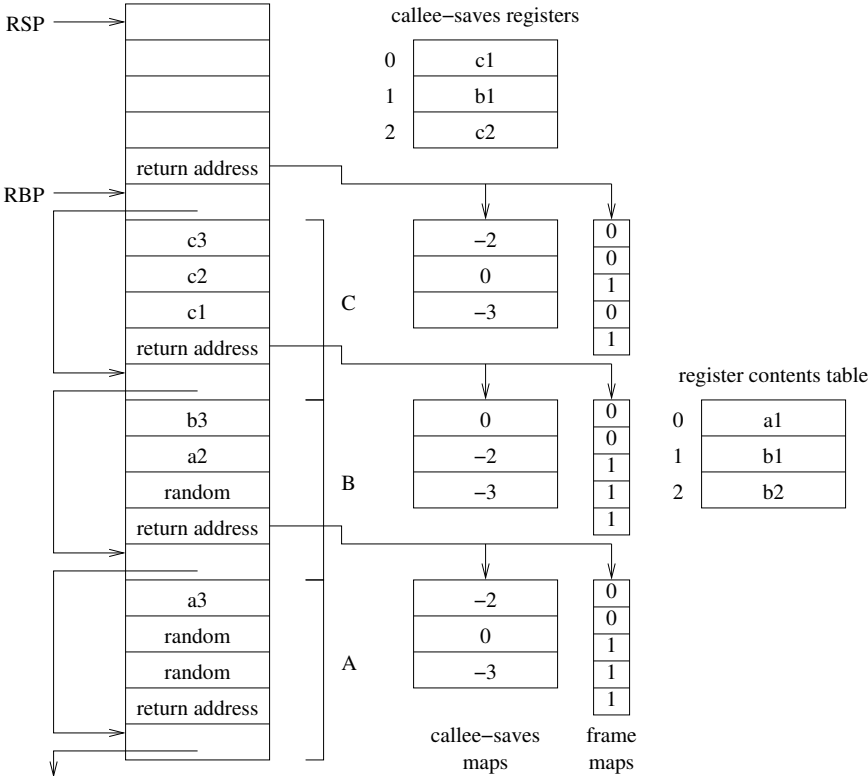 RSP
callee−saves registers
0 c1
1 b1
2 c2
return address
RBP
c3
c2
c1
return address
C
−2
0
−3
0
0
1
0
1
register contents table
0 a1
1 b1
2 b2
b3
a2
random
return address
B
0
−2
−3
0
0
1
1
1
a3
random
random
return address
A
−2
0
−3
0
0
1
1
1
callee−saves
maps
frame
maps